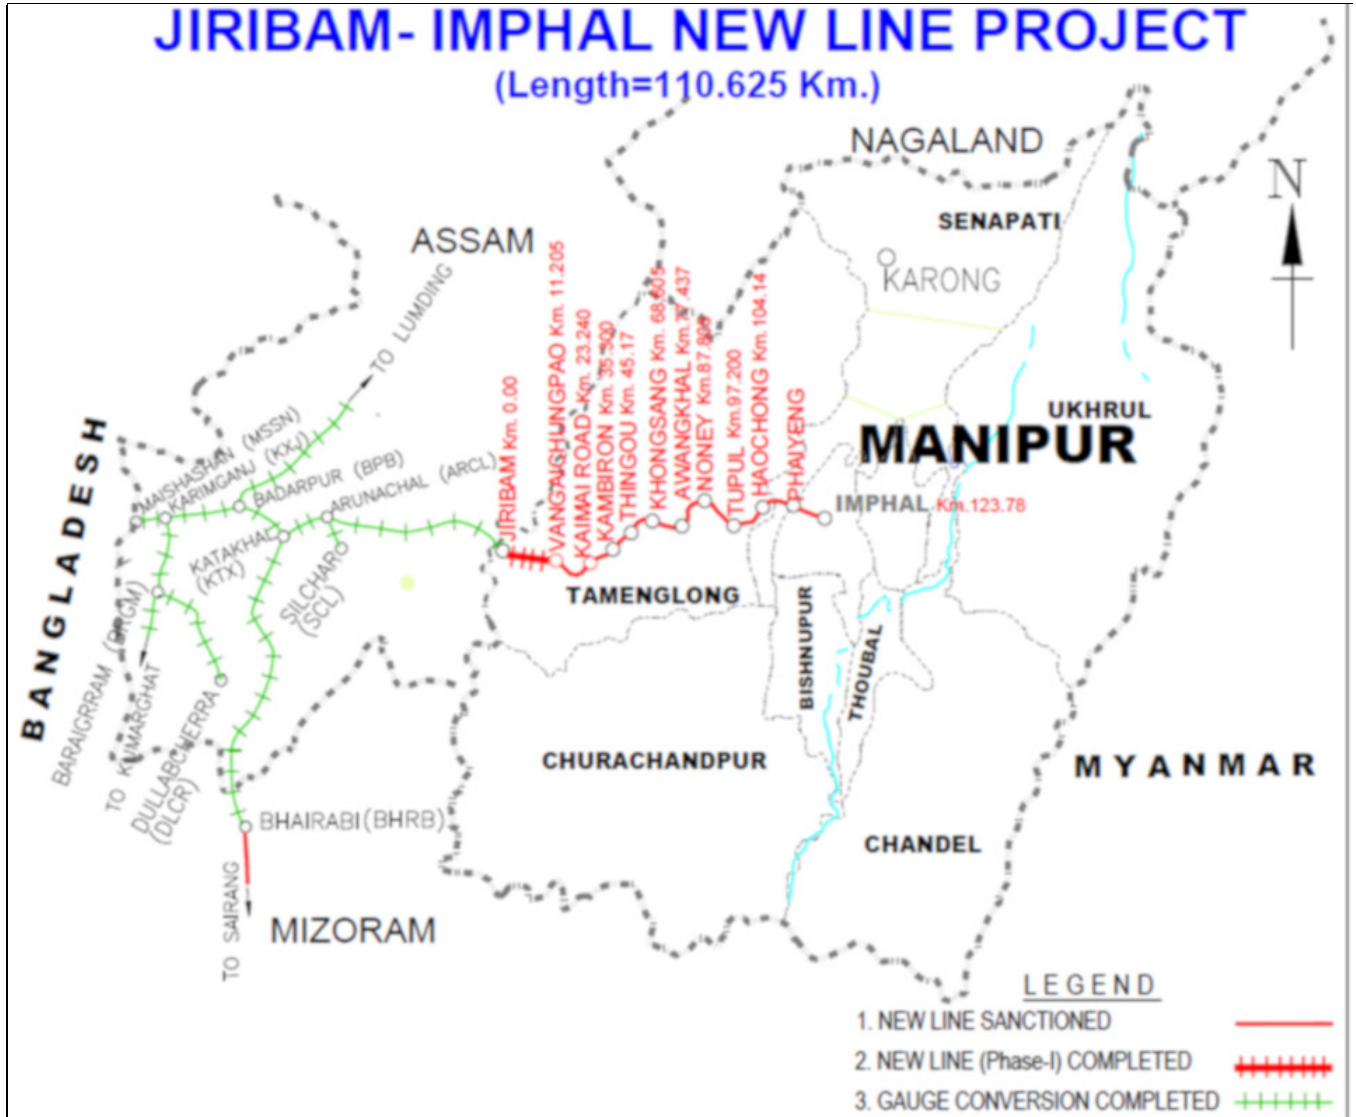 JIRIBAM- IMPHAL NEW LINE PROJECT
(Length=110.625 Km.)
NAGALAND
N
SENAPATI
ASSAM
KARONG
TO LUMDING
UKHRUL
MANIPUR
BANGLADESH
MAISHASHAN (MSSN)
KARIMGANJ (KXJ)
BADARPUR (BPB)
ARUNACHAL (ARCL)
KATAKHAL
(KTX)
SILCHARO
(SCL)
JIRIBAM Km. 0.00
VANGAICHUNGPAO Km. 11.205
KAIMAI ROAD Km. 23.240
KAMBIRON Km.
THINGOU Km. 45.17
KHONGSANG Km. 68.605
AWANGKHAL Km.
NONEY
TUPUL Km.97.200
HAOCHONG Km.104.14
PHAIYENG
IMPHAL Km.123.78
TAMENGLONG
BISHNUPUR
THOUBAL
BARAIGRRAM
TO KUMARGHAT
DULLABCHERRA
(DLCR)
CHURACHANDPUR
MYANMAR
BHAIRABI(BHRB)
CHANDEL
TO SAIRANG
MIZORAM
LEGEND
1. NEW LINE SANCTIONED
2. NEW LINE (Phase-I) COMPLETED
3. GAUGE CONVERSION COMPLETED